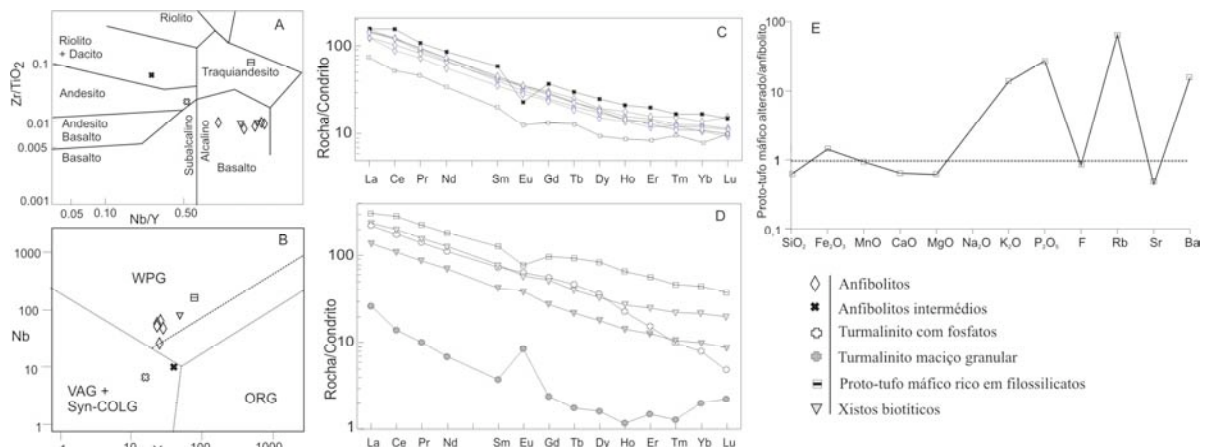 A
Riolito
Riolito
+ Dacito
Traquiandesito
Andesito
Andesito
Basalto
Basalto
Subalcalino
Alcalino
Basalto
Zr/TiO2
0.1
0.01
0.005
0.001
0.05 0.10 0.50
Nb/Y
B
WPG
VAG +
Syn-COLG
ORG
Nb
1000
100
10
1
1 10 100 1000
C
Rocha/Condrito
100
10
La Ce Pr Nd Sm Eu Gd Tb Dy Ho Er Tm Yb Lu
D
Rocha/Condrito
100
10
1
La Ce Pr Nd Sm Eu Gd Tb Dy Ho Er Tm Yb Lu
E
Proto-tufo máfico alterado/anfibolito
100
10
1
0,1
SiO2 Fe2O3 MnO CaO MgO Na2O K2O P2O5 F Rb Sr Ba
Anfibolitos
Anfibolitos intermédios
Turmalinito com fosfatos
Turmalinito maciço granular
Proto-tufo máfico rico em filossilicatos
Xistos biotíticos